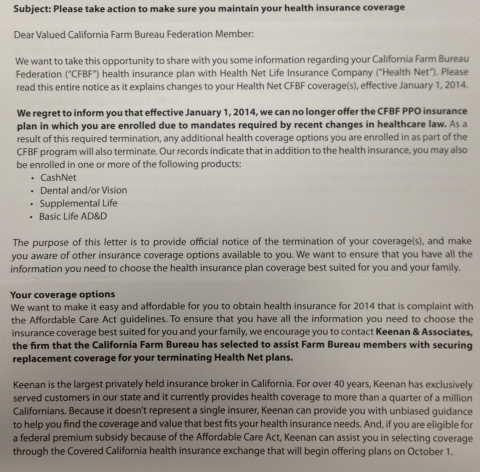 Subject: Please take action to make sure you maintain your health insurance coverage
Dear Valued California Farm Bureau Federation Member:
We want to take this opportunity to share with you some information regarding your California Farm Bureau
Federation ("CFBF") health insurance plan with Health Net Life Insurance Company ("Health Net"). Please
read this entire notice as it explains changes to your Health Net CFBF coverage(s), effective January 1, 2014.
We regret to inform you that effective January 1, 2014, we can no longer offer the CFBF PPO insurance
plan in which you are enrolled due to mandates required by recent changes in healthcare law. As a
result of this required termination, any additional health coverage options you are enrolled in as part of the
CFBF program will also terminate. Our records indicate that in addition to the health insurance, you may also
be enrolled in one or more of the following products:
• CashNet
• Dental and/or Vision
• Supplemental Life
• Basic Life AD&D
The purpose of this letter is to provide official notice of the termination of your coverage(s), and make
you aware of other insurance coverage options available to you. We want to ensure that you have all the
information you need to choose the health insurance plan coverage best suited for you and your family.
Your coverage options
We want to make it easy and affordable for you to obtain health insurance for 2014 that is complaint with
the Affordable Care Act guidelines. To ensure that you have all the information you need to choose the
insurance coverage best suited for you and your family, we encourage you to contact Keenan & Associates,
the firm that the California Farm Bureau has selected to assist Farm Bureau members with securing
replacement coverage for your terminating Health Net plans.
Keenan is the largest privately held insurance broker in California. For over 40 years, Keenan has exclusively
served customers in our state and it currently provides health coverage to more than a quarter of a million
Californians. Because it doesn't represent a single insurer, Keenan can provide you with unbiased guidance
to help you find the coverage and value that best fits your health insurance needs. And, if you are eligible for
a federal premium subsidy because of the Affordable Care Act, Keenan can assist you in selecting coverage
through the Covered California health insurance exchange that will begin offering plans on October 1.